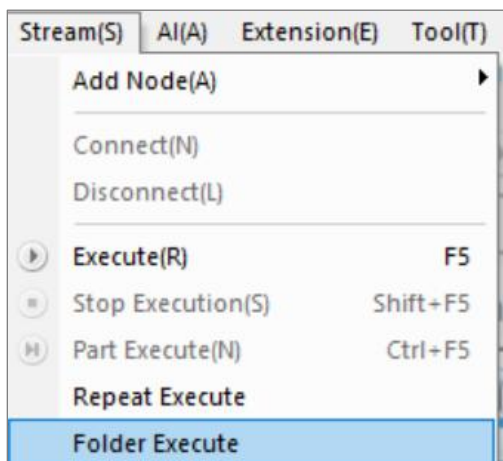 Stream(S) AI(A) Extension(E) Tool(T)
Add Node(A)
Connect(N)
Disconnect(L)
Execute(R) F5
Stop Execution(S) Shift+F5
Part Execute(N) Ctrl+F5
Repeat Execute
Folder Execute